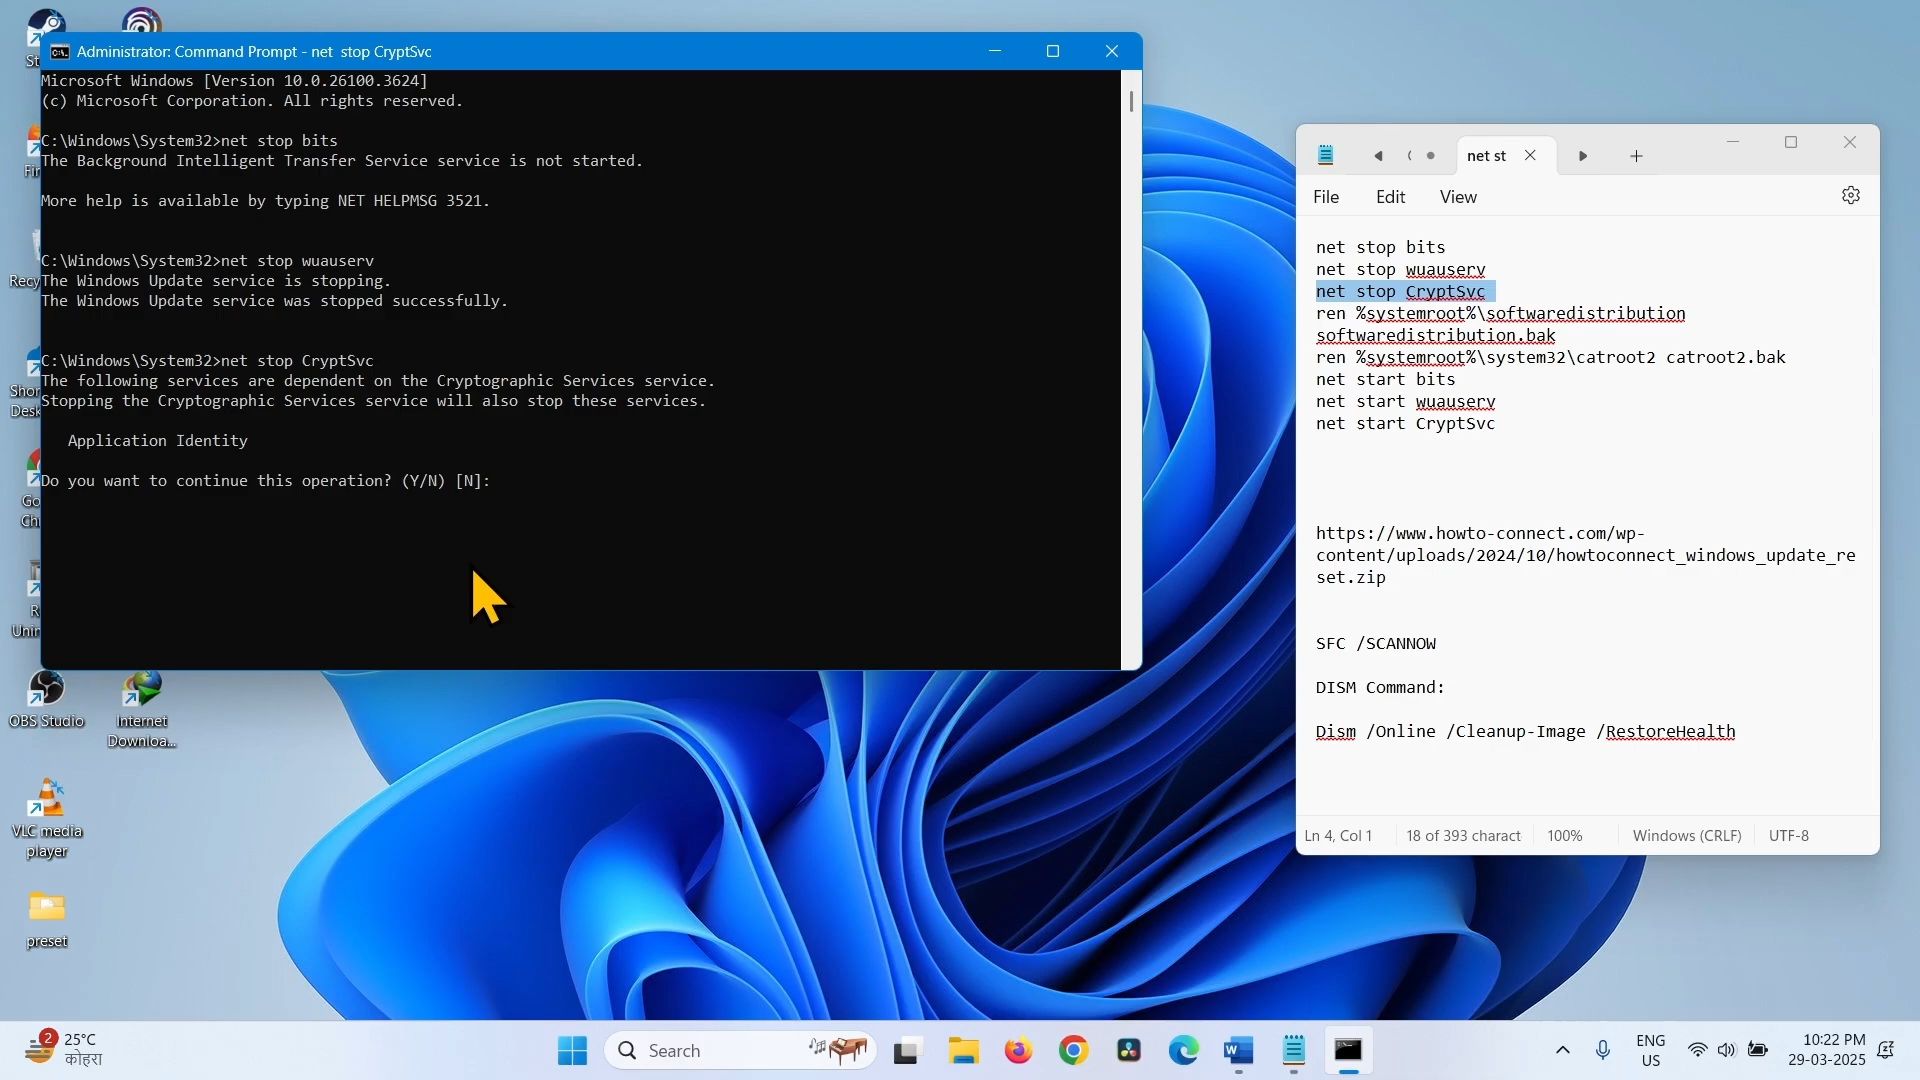 Administrator: Command Prompt - net  stop CryptSvc
Microsoft Windows [Version 10.0.26100.3624]
(c) Microsoft Corporation. All rights reserved.
C:\Windows\System32>net stop bits
The Background Intelligent Transfer Service service is not started.
More help is available by typing NET HELPMSG 3521.
C:\Windows\System32>net stop wuauserv
The Windows Update service is stopping.
The Windows Update service was stopped successfully.
C:\Windows\System32>net stop CryptSvc
The following services are dependent on the Cryptographic Services service.
Stopping the Cryptographic Services service will also stop these services.
   Application Identity
Do you want to continue this operation? (Y/N) [N]:
net st
File Edit View
net stop bits
net stop wuauserv
net stop CryptSvc
ren %systemroot%\softwaredistribution
softwaredistribution.bak
ren %systemroot%\system32\catroot2 catroot2.bak
net start bits
net start wuauserv
net start CryptSvc
https://www.howto-connect.com/wp-
content/uploads/2024/10/howtoconnect_windows_update_re
set.zip
SFC /SCANNOW
DISM Command:
Dism /Online /Cleanup-Image /RestoreHealth
Ln 4, Col 1 18 of 393 charact 100% Windows (CRLF) UTF-8
OBS Studio
Internet
Downloa...
VLC media
player
preset
2
25°C
कोहरा
Search
ENG
US
10:22 PM
29-03-2025